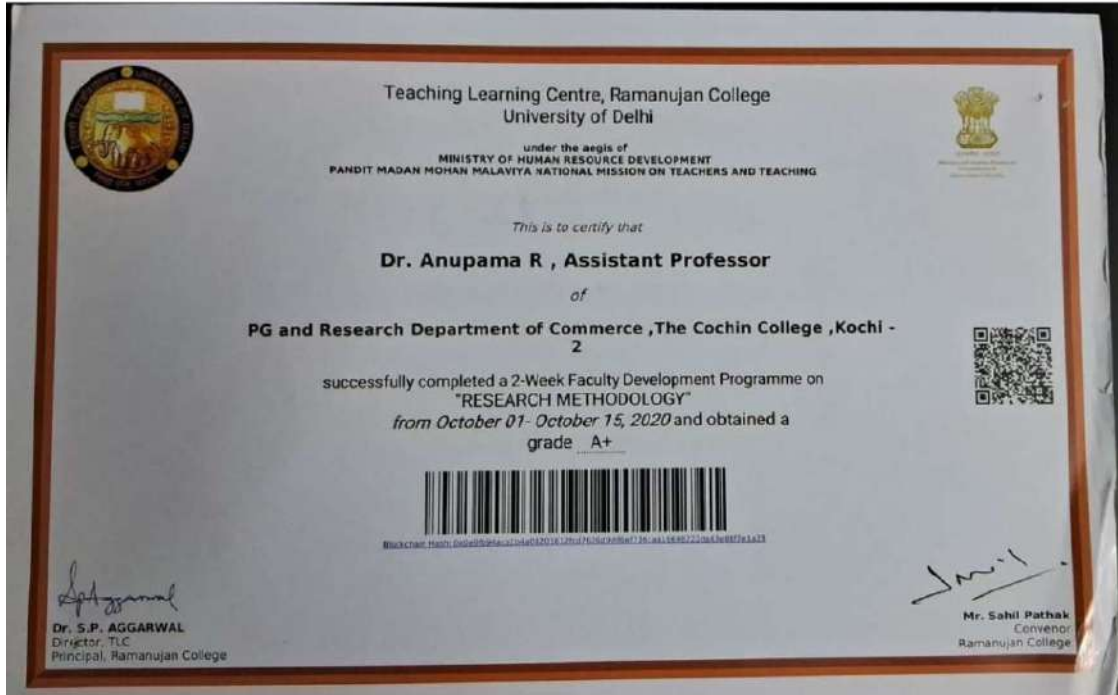 Teaching Learning Centre, Ramanujan College
University of Delhi
under the aegis of
MINISTRY OF HUMAN RESOURCE DEVELOPMENT
PANDIT MADAN MOHAN MALAVIYA NATIONAL MISSION ON TEACHERS AND TEACHING
This is to certify that
Dr. Anupama R , Assistant Professor
of
PG and Research Department of Commerce ,The Cochin College ,Kochi -
2
successfully completed a 2-Week Faculty Development Programme on
"RESEARCH METHODOLOGY"
from October 01- October 15, 2020 and obtained a
grade A+
Blockchain Hash:
Dr. S.P. AGGARWAL
Director, TLC
Principal, Ramanujan College
Mr. Sahil Pathak
Convenor
Ramanujan College